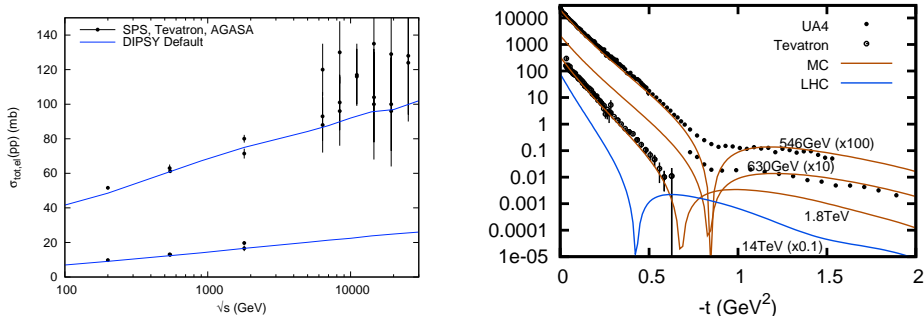 SPS, Tevatron, AGASA
DIPSY Default
140
120
100
80
60
40
20
0
σtot,el(pp) (mb)
100
1000
10000
√s (GeV)
UA4
Tevatron
MC
LHC
10000
1000
100
10
1
0.1
0.01
0.001
0.0001
1e-05
546GeV (x100)
630GeV (x10)
1.8TeV
14TeV (x0.1)
0
0.5
1
1.5
2
-t (GeV²)